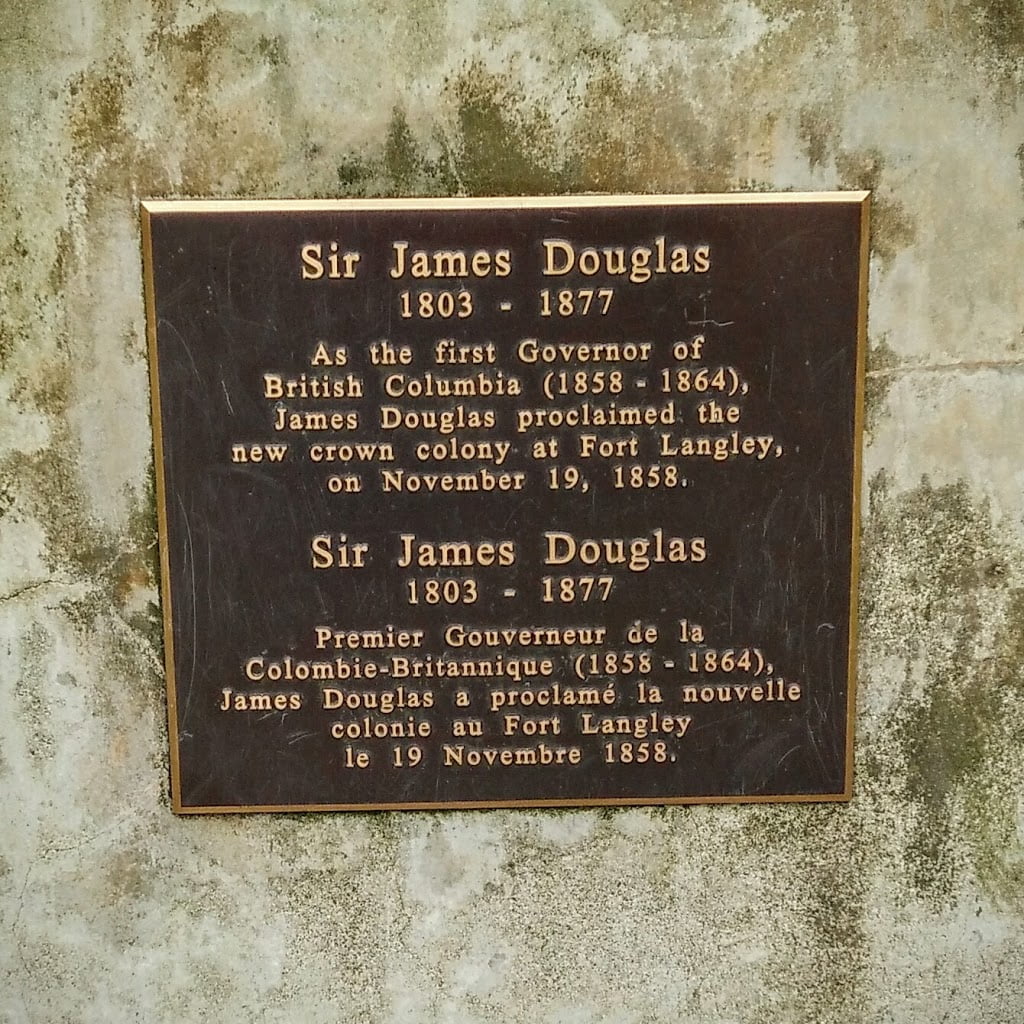 Sir James Douglas
1803 - 1877
As the first Governor of
British Columbia (1858 - 1864),
James Douglas proclaimed the
new crown colony at Fort Langley,
on November 19, 1858.
Sir James Douglas
1803 - 1877
Premier Gouverneur de la
Colombie-Britannique (1858 - 1864),
James Douglas a proclamé la nouvelle
colonie au Fort Langley
le 19 Novembre 1858.